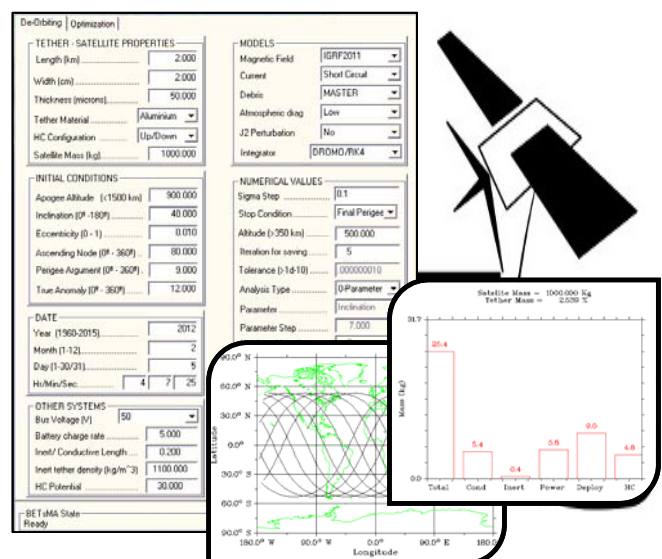 De-Orbiting Optimization
TETHER - SATELLITE PROPERTIES
Length (km) 2.000
Width (cm) 2.000
Thickness (microns) 50.000
Tether Material Aluminium
HC Configuration Up/Down
Satellite Mass (kg) 1000.000
INITIAL CONDITIONS
Apogee Altitude (<1500 km) 900.000
Inclination (0º -180º) 40.000
Eccentricity (0 - 1) 0.010
Ascending Node (0º - 360º) 80.000
Perigee Argument (0º - 360º) 9.000
True Anomaly (0º - 360º) 12.000
DATE
Year (1960-2015) 2012
Month (1-12) 2
Day (1-30/31) 5
Hr/Min/Sec 4 7 25
OTHER SYSTEMS
Bus Voltage (V) 50
Battery charge rate 5.000
Inert/ Conductive Length 0.200
Inert tether density (kg/m^3) 1100.000
HC Potential 30.000
BETsMA State
Ready
MODELS
Magnetic Field IGRF2011
Current Short Circuit
Debris MASTER
Atmospheric drag Low
J2 Perturbation No
Integrator DROMO/RK4
NUMERICAL VALUES
Sigma Step 0.1
Stop Condition Final Perigee
Altitude (>350 km) 500.000
Iteration for saving 5
Tolerance (>1d-10) .000000010
Analysis Type 0-Parameter
Parameter Inclination
Parameter Step 7.000
90.0° N
60.0° N
30.0° N
0.0°
30.0° S
60.0° S
90.0° S
Latitude
180.0° W 90.0° W 0.0° 90.0° E 180.0°
Longitude
Satellite Mass = 1000.000 Kg
Tether Mass = 2.539 %
31.7
Mass (kg)
0.0
25.4 5.4 0.4 5.8 9.0 4.8
Total Cond Inert Power Deploy HC